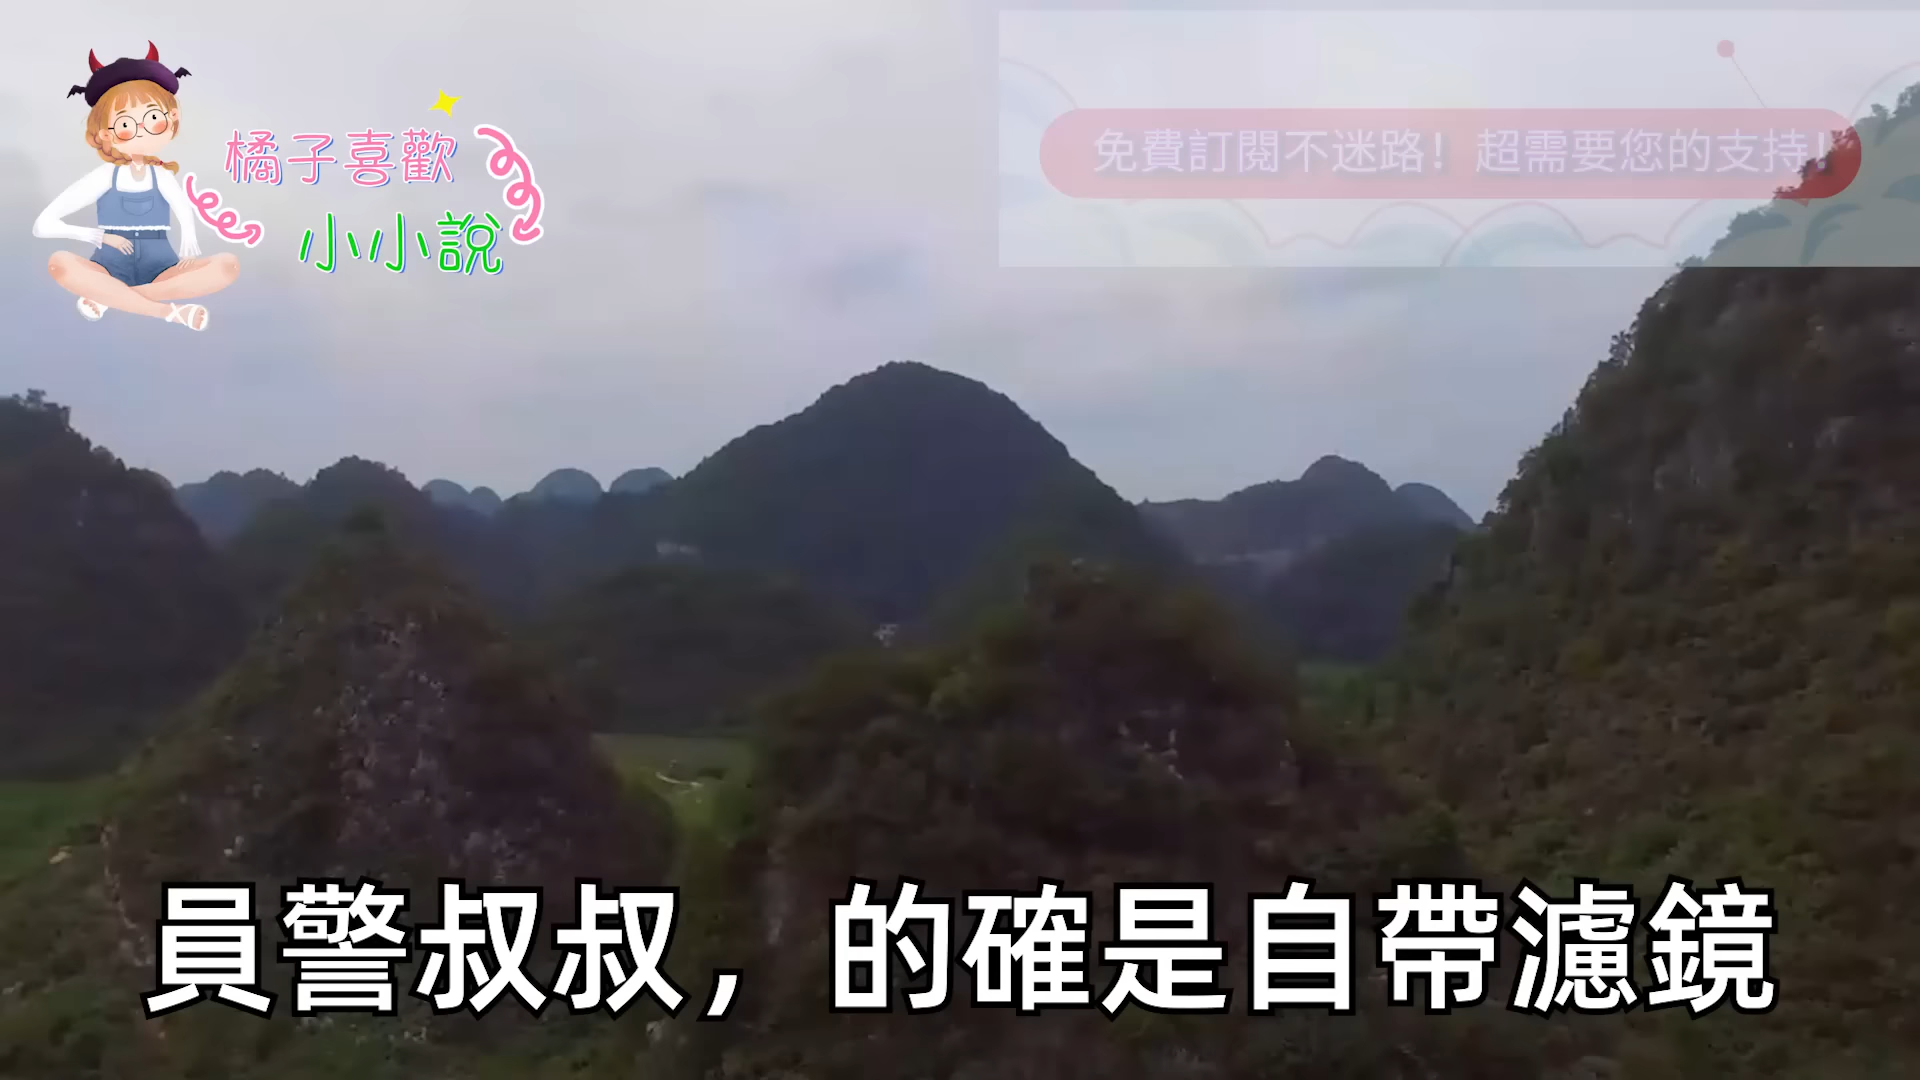 橘子喜歡
小小說
免費訂閱不迷路！超需要您的支持！
員警叔叔，的確是自帶濾鏡